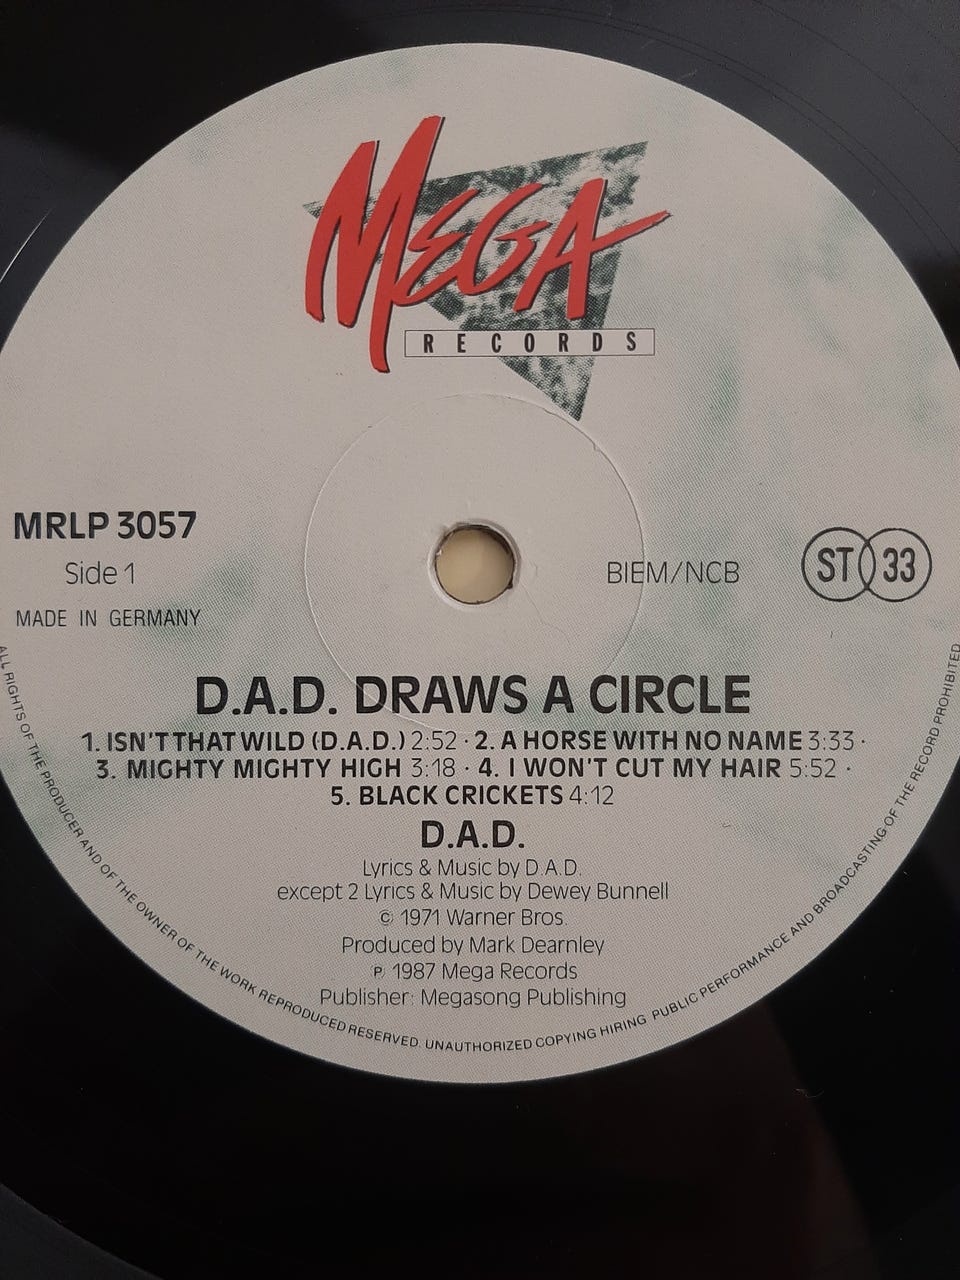 MEGA
RECORDS
MRLP 3057
Side 1
MADE IN GERMANY
BIEM/NCB
ST 33
D.A.D. DRAWS A CIRCLE
1. ISN'T THAT WILD (D.A.D.) 2:52 · 2. A HORSE WITH NO NAME 3:33 ·
3. MIGHTY MIGHTY HIGH 3:18 · 4. I WON'T CUT MY HAIR 5:52 ·
5. BLACK CRICKETS 4:12
D.A.D.
Lyrics & Music by D.A.D.
except 2 Lyrics & Music by Dewey Bunnell
© 1971 Warner Bros.
Produced by Mark Dearnley
℗ 1987 Mega Records
Publisher: Megasong Publishing
ALL RIGHTS OF THE PRODUCER AND OF THE OWNER OF THE WORK REPRODUCED RESERVED. UNAUTHORIZED COPYING HIRING PUBLIC PERFORMANCE AND BROADCASTING OF THE RECORD PROHIBITED